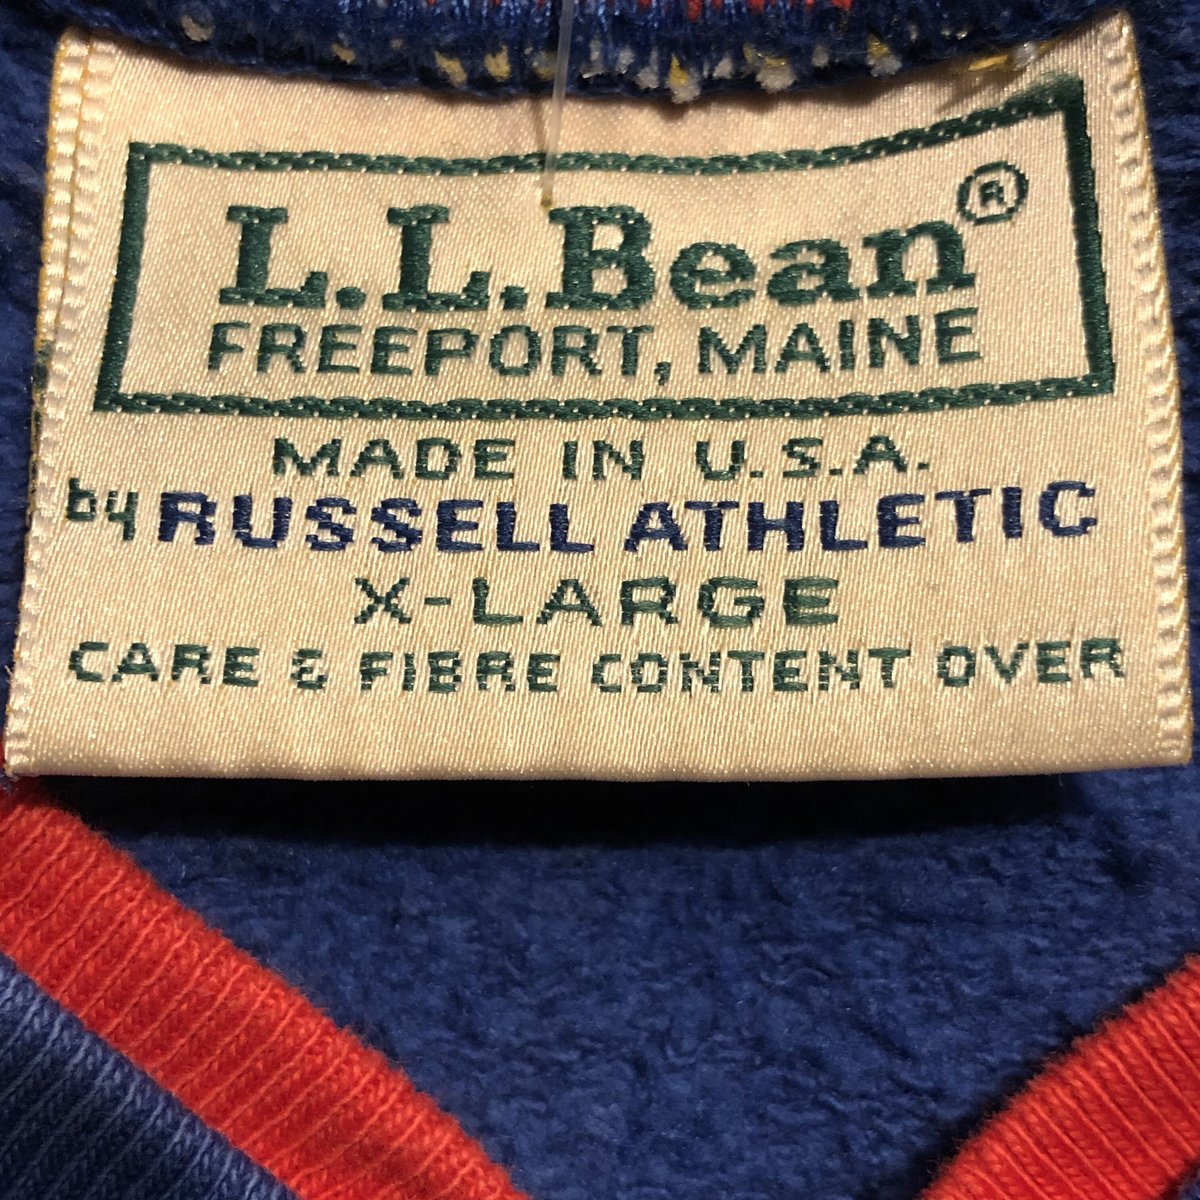 L.L.Bean®
FREEPORT, MAINE
MADE IN U.S.A.
by RUSSELL ATHLETIC
X-LARGE
CARE & FIBRE CONTENT OVER